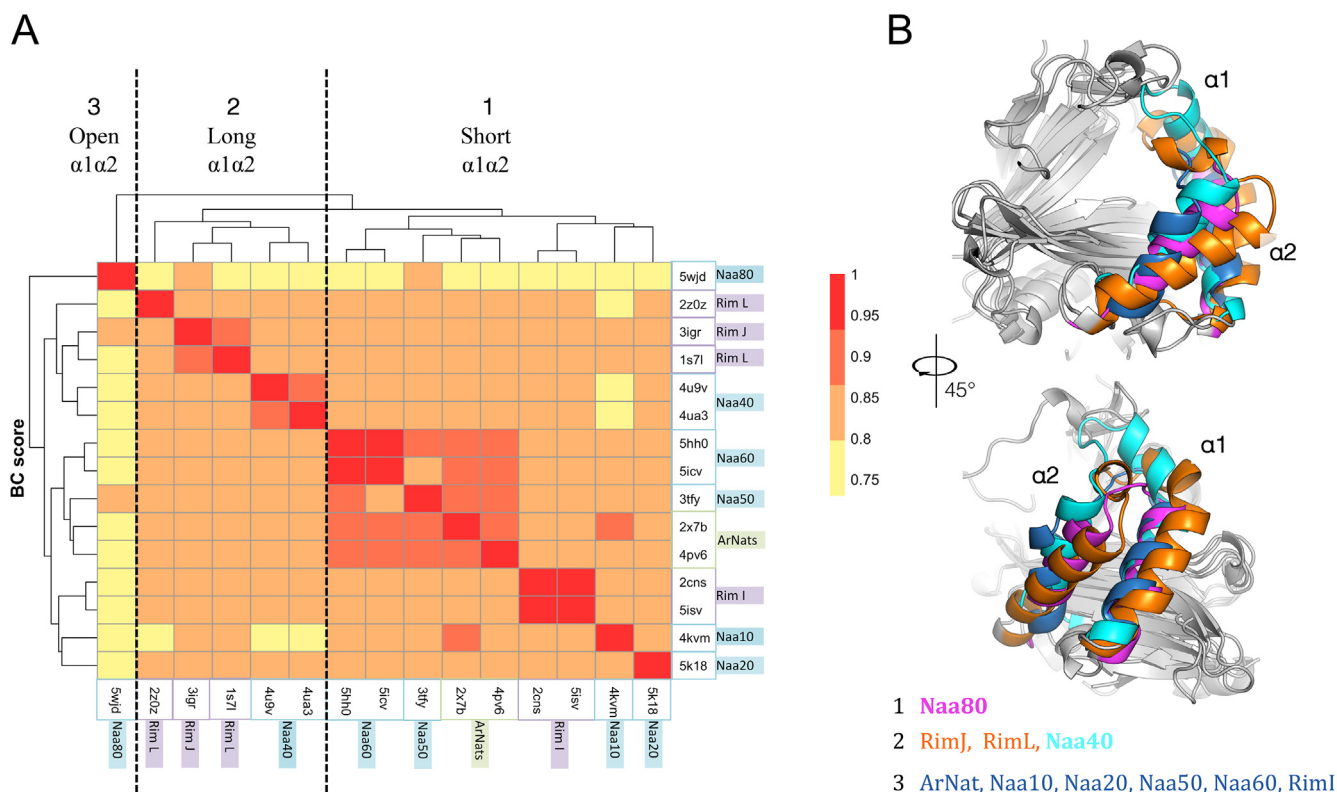 A
B
3
Open
α1α2
2
Long
α1α2
1
Short
α1α2
BC score
5wjd Naa80
2z0z Rim L
3igr Rim J
1s7l Rim L
4u9v
Naa40
4ua3
5hh0
Naa60
5icv
3tfy Naa50
2x7b
ArNats
4pv6
2cns
Rim I
5isv
4kvm Naa10
5k18 Naa20
5wjd 2z0z 3igr 1s7l 4u9v 4ua3 5hh0 5icv 3tfy 2x7b 4pv6 2cns 5isv 4kvm 5k18
Naa80 Rim L Rim J Rim L Naa40 Naa60 Naa50 ArNats Rim I Naa10 Naa20
1
0.95
0.9
0.85
0.8
0.75
α1
α2
45°
α1
α2
1 Naa80
2 RimJ, RimL, Naa40
3 ArNat, Naa10, Naa20, Naa50, Naa60, RimI